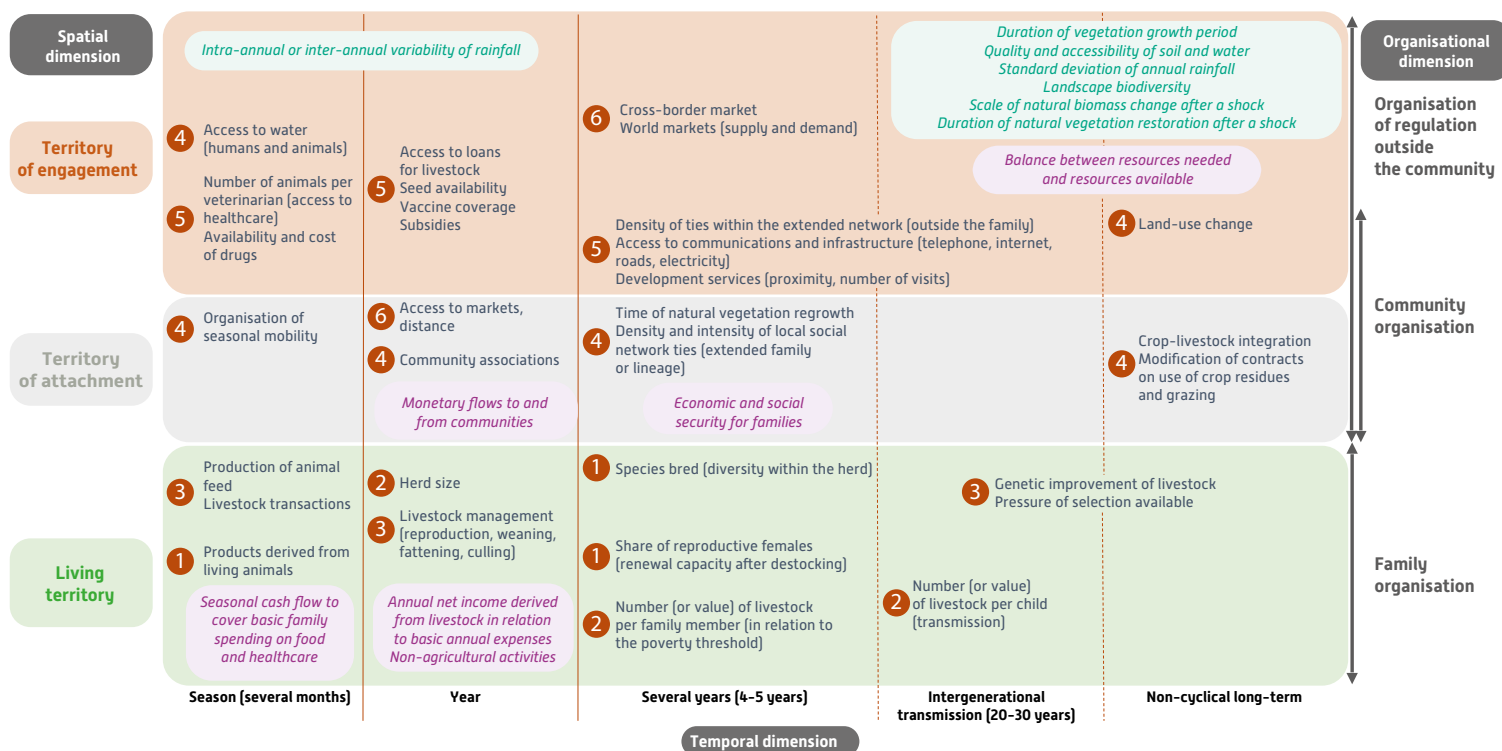 Spatial
dimension
Intra-annual or inter-annual variability of rainfall
Duration of vegetation growth period
Quality and accessibility of soil and water
Standard deviation of annual rainfall
Landscape biodiversity
Scale of natural biomass change after a shock
Duration of natural vegetation restoration after a shock
Organisational
dimension
Territory
of engagement
4
Access to water
(humans and animals)
5
Number of animals per
veterinarian (access to
healthcare)
Availability and cost
of drugs
5
Access to loans
for livestock
Seed availability
Vaccine coverage
Subsidies
6
Cross-border market
World markets (supply and demand)
5
Density of ties within the extended network (outside the family)
Access to communications and infrastructure (telephone, internet,
roads, electricity)
Development services (proximity, number of visits)
Balance between resources needed
and resources available
4
Land-use change
Organisation
of regulation
outside
the community
Territory
of attachment
4
Organisation of
seasonal mobility
6
Access to markets,
distance
4
Community associations
Monetary flows to and
from communities
4
Time of natural vegetation regrowth
Density and intensity of local social
network ties (extended family
or lineage)
Economic and social
security for families
4
Crop-livestock integration
Modification of contracts
on use of crop residues
and grazing
Community
organisation
Living
territory
3
Production of animal
feed
Livestock transactions
1
Products derived from
living animals
Seasonal cash flow to
cover basic family
spending on food
and healthcare
2
Herd size
3
Livestock management
(reproduction, weaning,
fattening, culling)
Annual net income derived
from livestock in relation
to basic annual expenses
Non-agricultural activities
1
Species bred (diversity within the herd)
1
Share of reproductive females
(renewal capacity after destocking)
2
Number (or value) of livestock
per family member (in relation to
the poverty threshold)
3
Genetic improvement of livestock
Pressure of selection available
2
Number (or value)
of livestock per child
(transmission)
Family
organisation
Season (several months)
Year
Several years (4-5 years)
Intergenerational
transmission (20-30 years)
Non-cyclical long-term
Temporal dimension